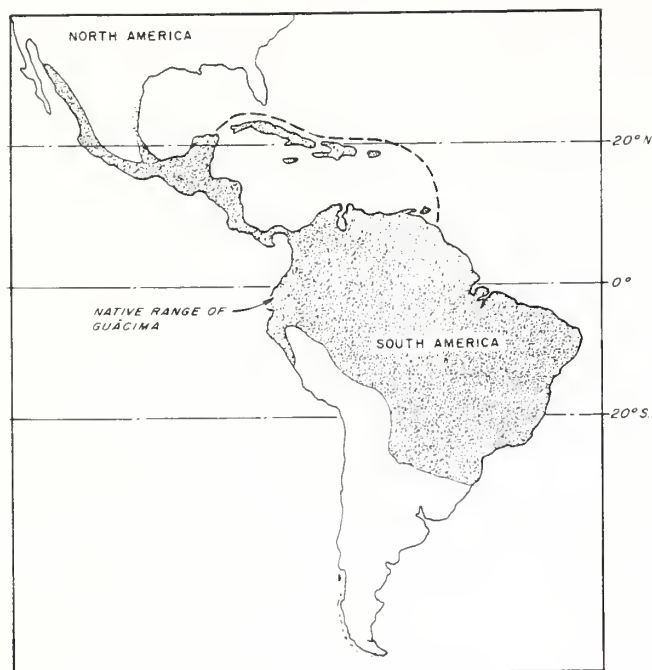 NORTH AMERICA
20°N
0°
NATIVE RANGE OF
GUÁCIMA
SOUTH AMERICA
20°S.